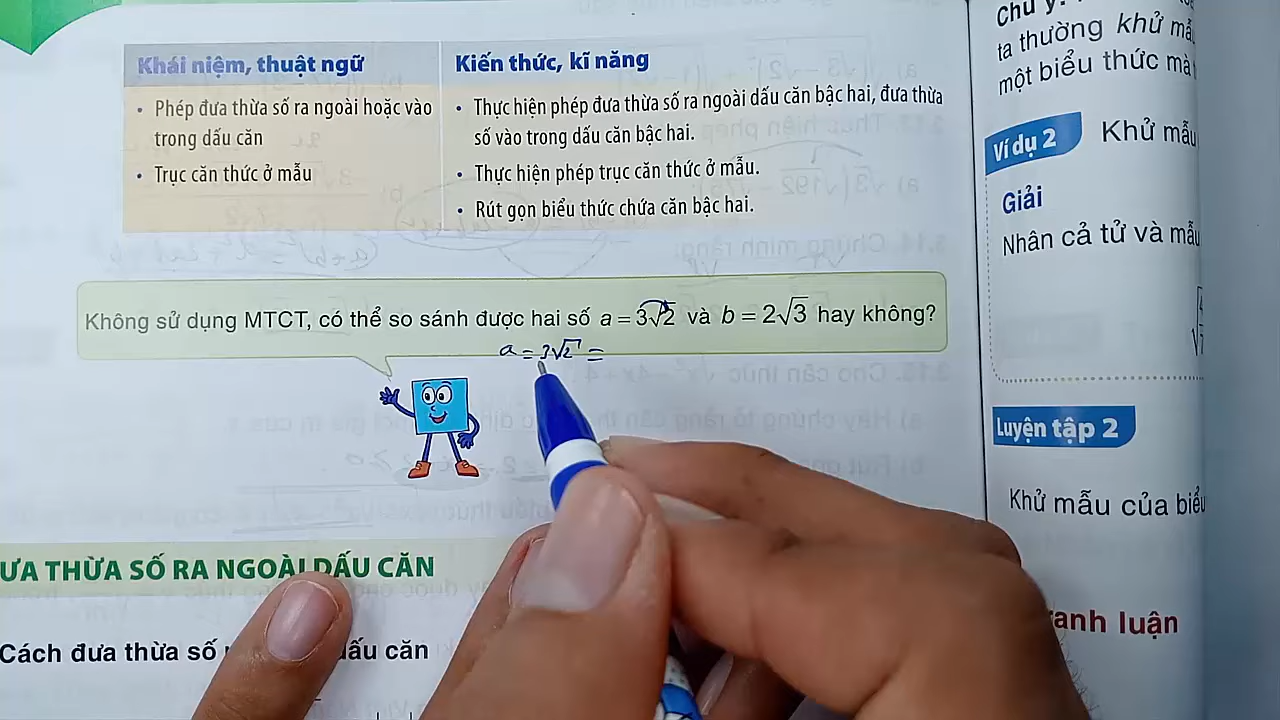 Khái niệm, thuật ngữ
• Phép đưa thừa số ra ngoài hoặc vào
trong dấu căn
• Trục căn thức ở mẫu
Kiến thức, kĩ năng
• Thực hiện phép đưa thừa số ra ngoài dấu căn bậc hai, đưa thừa
số vào trong dấu căn bậc hai.
• Thực hiện phép trục căn thức ở mẫu.
• Rút gọn biểu thức chứa căn bậc hai.
Không sử dụng MTCT, có thể so sánh được hai số a = 3√2 và b = 2√3 hay không?
a = 3√2 =
ƯA THỪA SỐ RA NGOÀI DẤU CĂN
Cách đưa thừa số dấu căn
Chú ý.
ta thường khử mẫ
một biểu thức mà
Ví dụ 2 Khử mẫu
Giải
Nhân cả tử và mẫu
Luyện tập 2
Khử mẫu của biểu
anh luận